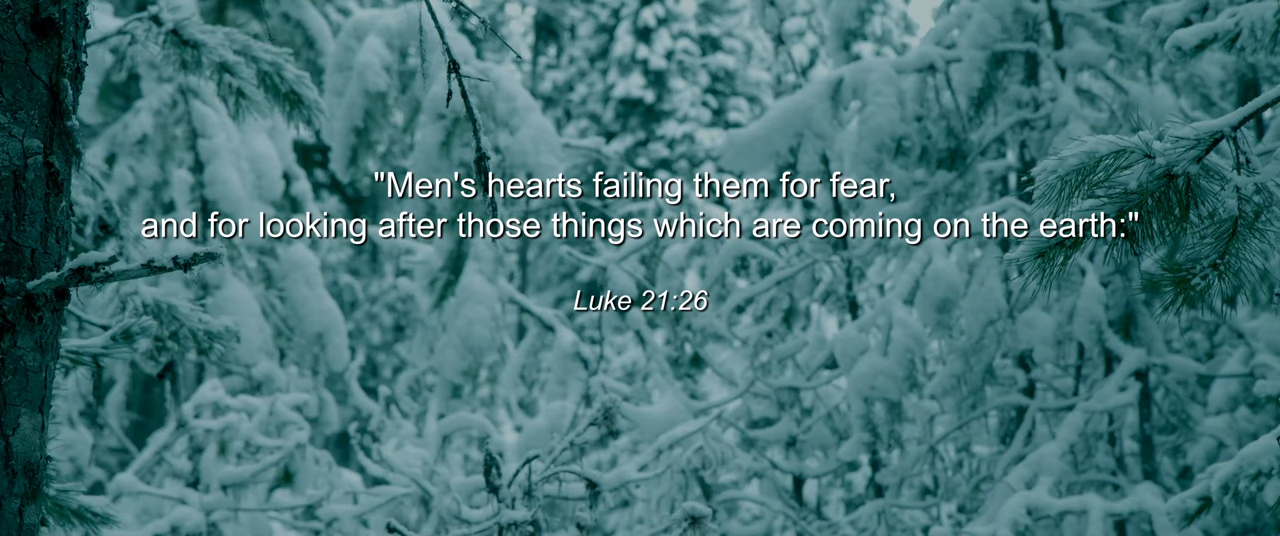 "Men's hearts failing them for fear,
and for looking after those things which are coming on the earth:"
Luke 21:26